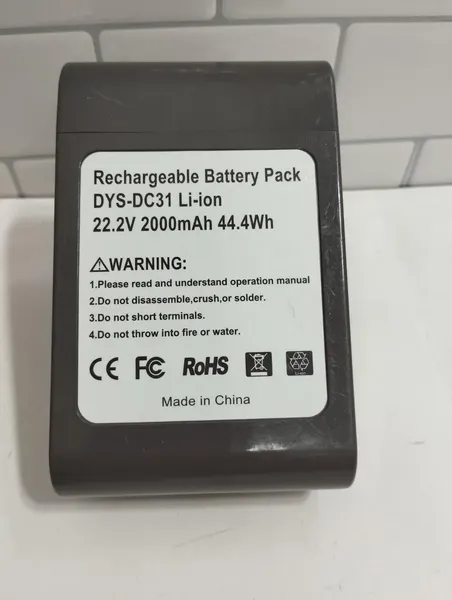 Rechargeable Battery Pack
DYS-DC31 Li-ion
22.2V 2000mAh 44.4Wh
⚠WARNING:
1.Please read and understand operation manual
2.Do not disassemble,crush,or solder.
3.Do not short terminals.
4.Do not throw into fire or water.
CE FC RoHS
Made in China